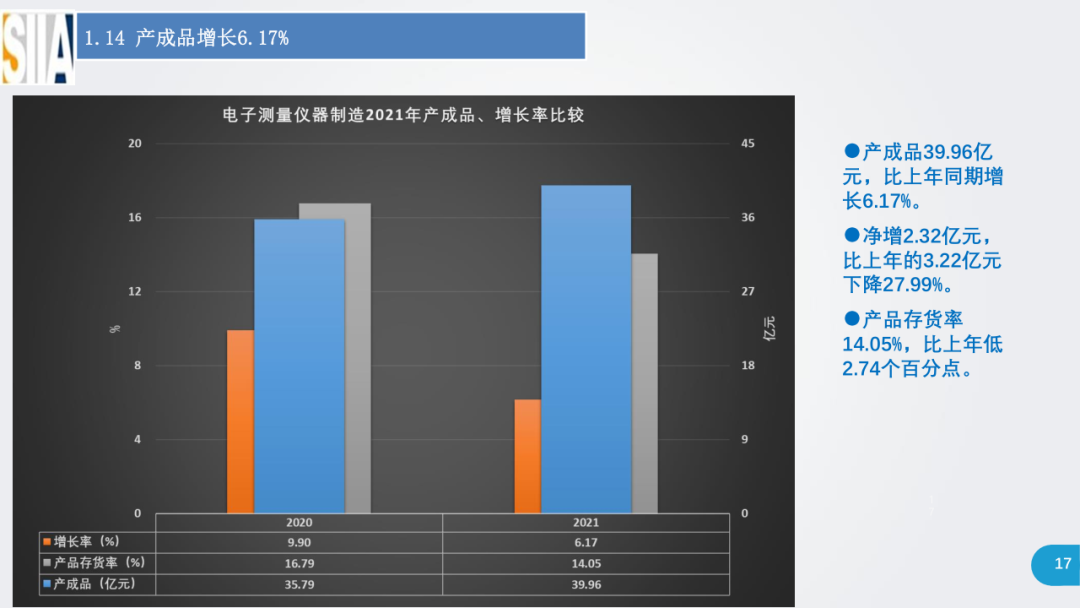 SIIA
1.14 产成品增长6.17%
电子测量仪器制造2021年产成品、增长率比较
20
16
12
8
4
0
%
45
36
27
18
9
0
亿元
2020 2021
增长率（%） 9.90 6.17
产品存货率（%） 16.79 14.05
产成品（亿元） 35.79 39.96
●产成品39.96亿
元，比上年同期增
长6.17%。
●净增2.32亿元，
比上年的3.22亿元
下降27.99%。
●产品存货率
14.05%，比上年低
2.74个百分点。
17